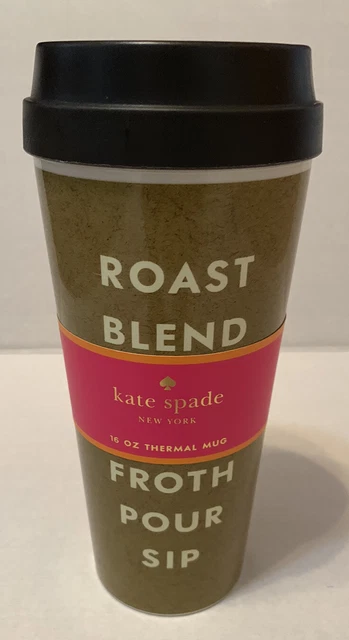 ROAST
BLEND
kate spade
NEW YORK
16 OZ THERMAL MUG
FROTH
POUR
SIP